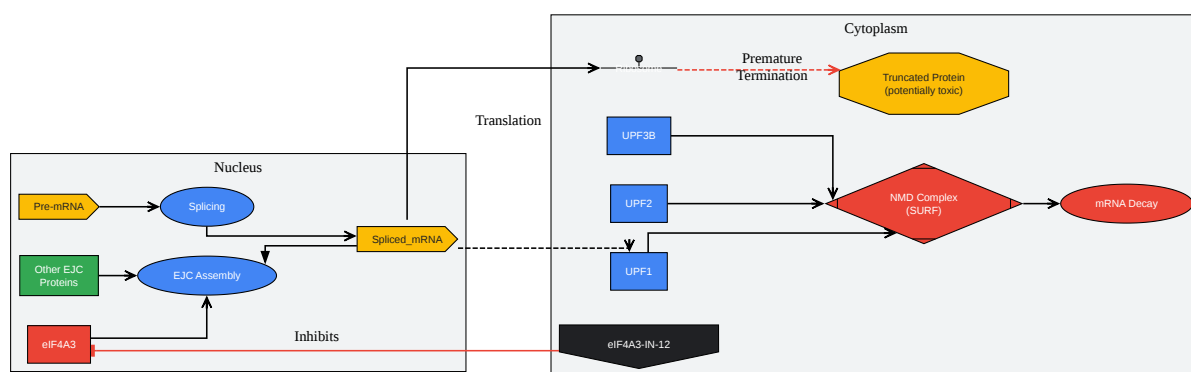 Cytoplasm
Premature
Termination
Truncated Protein
(potentially toxic)
Translation
UPF3B
Nucleus
Pre-mRNA
Splicing
UPF2
NMD Complex
(SURF)
mRNA Decay
Spliced_mRNA
Other EJC
Proteins
EJC Assembly
UPF1
eIF4A3
Inhibits
eIF4A3-IN-12